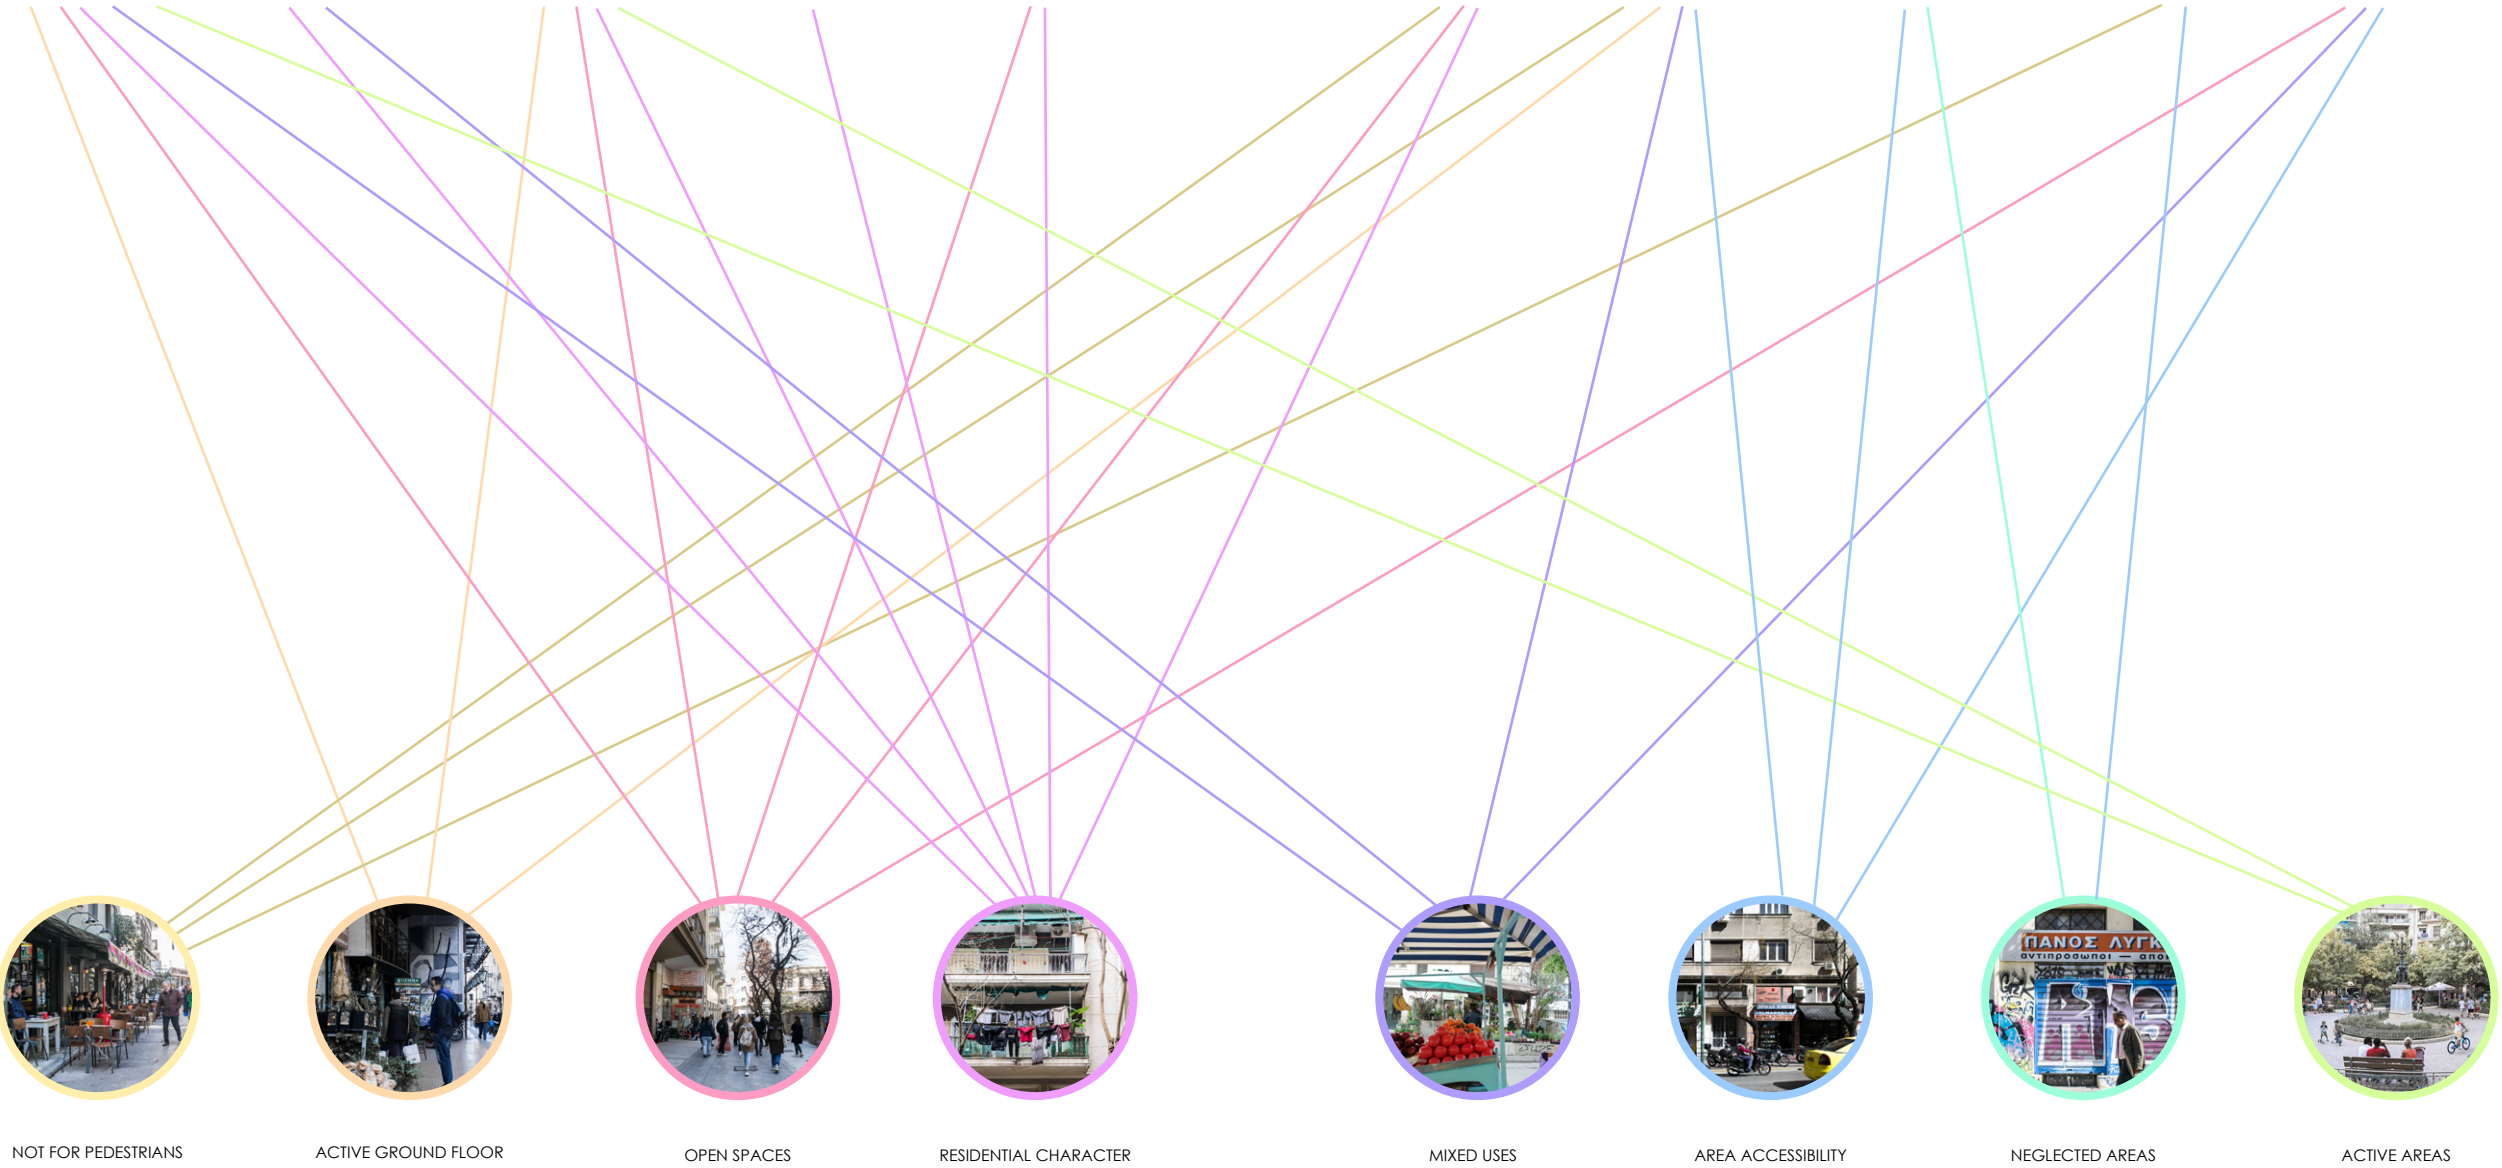 ΠΑΝΟΣ ΛΥΓΚ
αντιπροσωποι — απο
NOT FOR PEDESTRIANS
ACTIVE GROUND FLOOR
OPEN SPACES
RESIDENTIAL CHARACTER
MIXED USES
AREA ACCESSIBILITY
NEGLECTED AREAS
ACTIVE AREAS